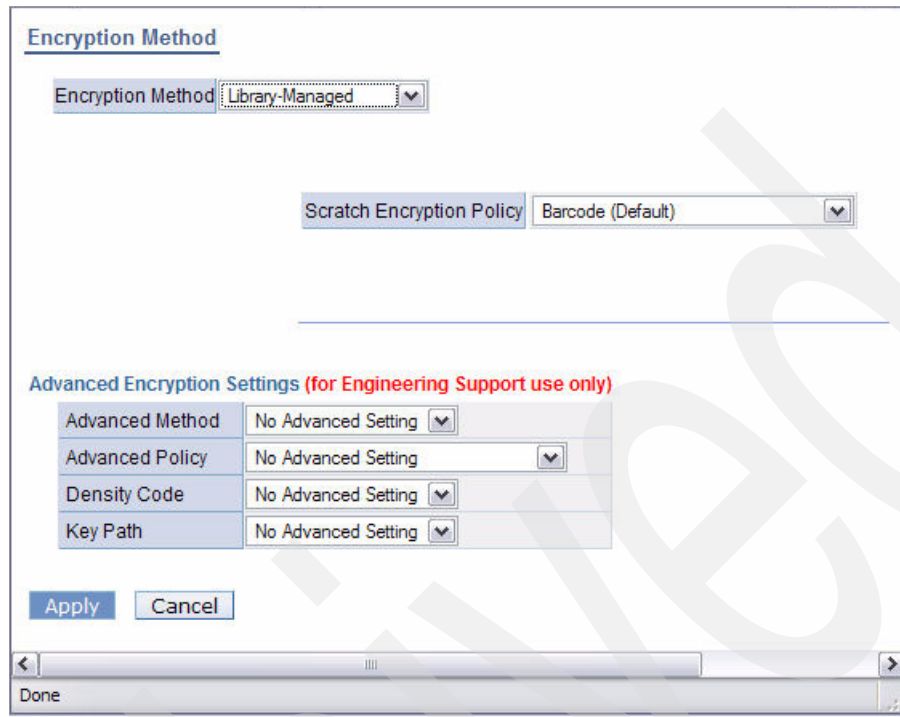 Encryption Method
Encryption Method Library-Managed
Scratch Encryption Policy Barcode (Default)
Advanced Encryption Settings (for Engineering Support use only)
Advanced Method No Advanced Setting
Advanced Policy No Advanced Setting
Density Code No Advanced Setting
Key Path No Advanced Setting
Apply Cancel
Done